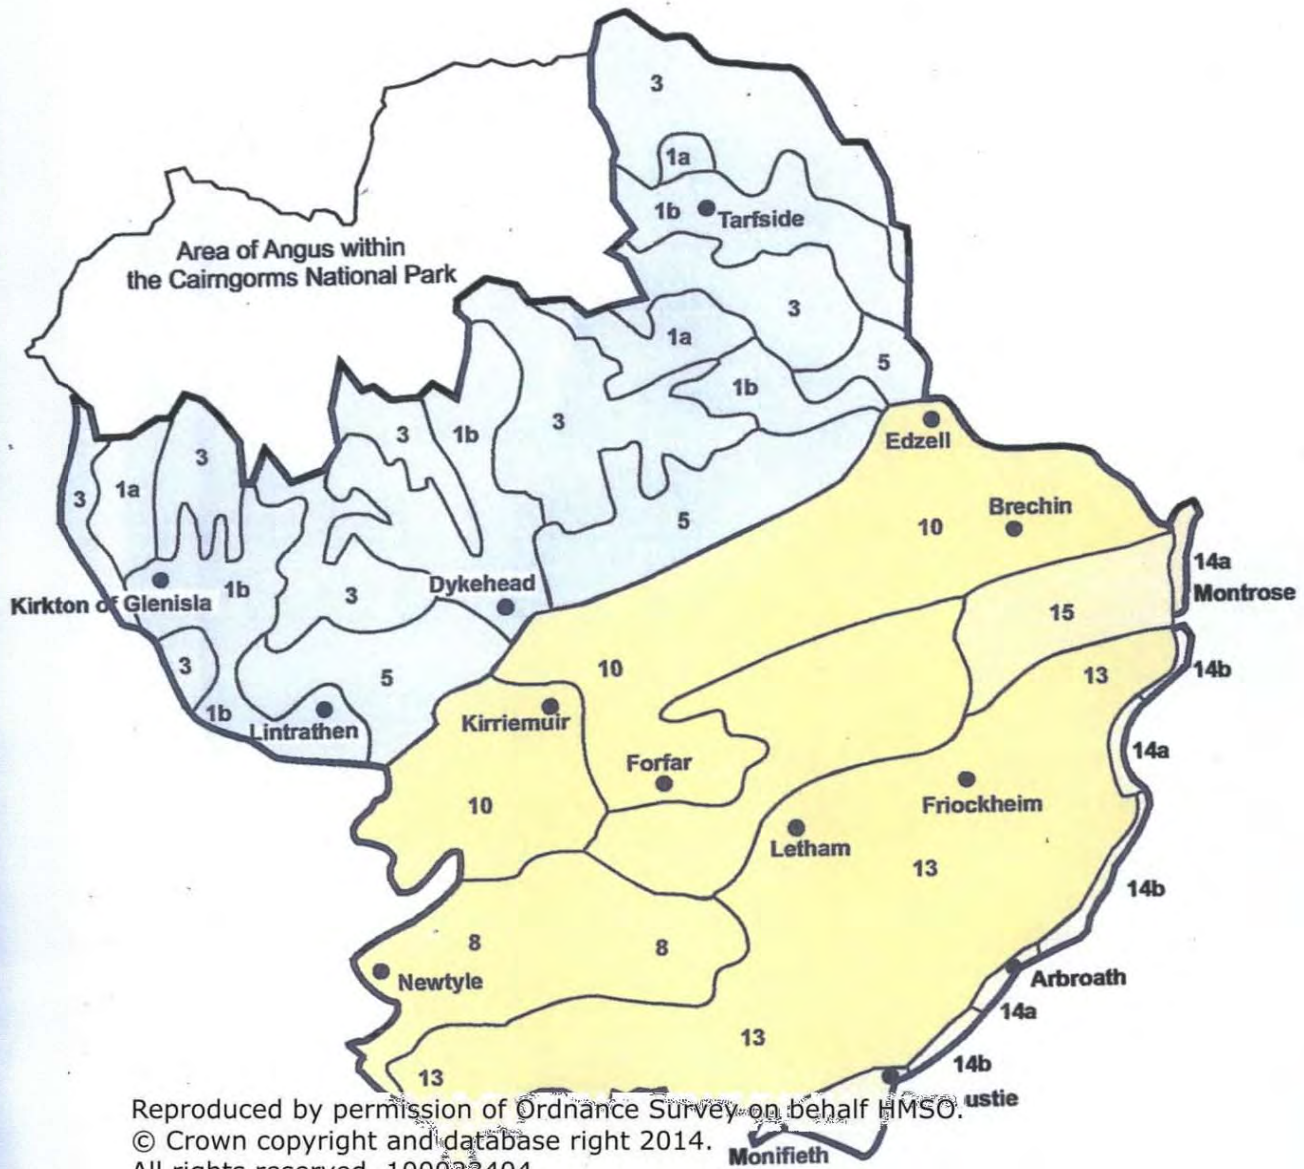 3
1a
1b
Tarfside
Area of Angus within
the Cairngorms National Park
3
1a
5
1b
3
1b
3
3
Edzell
1a
3
Brechin
5
10
14a
Kirkton of Glenisla
1b
3
Dykehead
Montrose
15
3
5
10
13
14b
1b
Lintrathen
Kirriemuir
14a
Forfar
10
Friockheim
Letham
13
14b
8
8
Newtyle
Arbroath
14a
13
14b
13
ustie
Reproduced by permission of Ordnance Survey on behalf HMSO.
© Crown copyright and database right 2014.
Monifieth
All rights reserved.